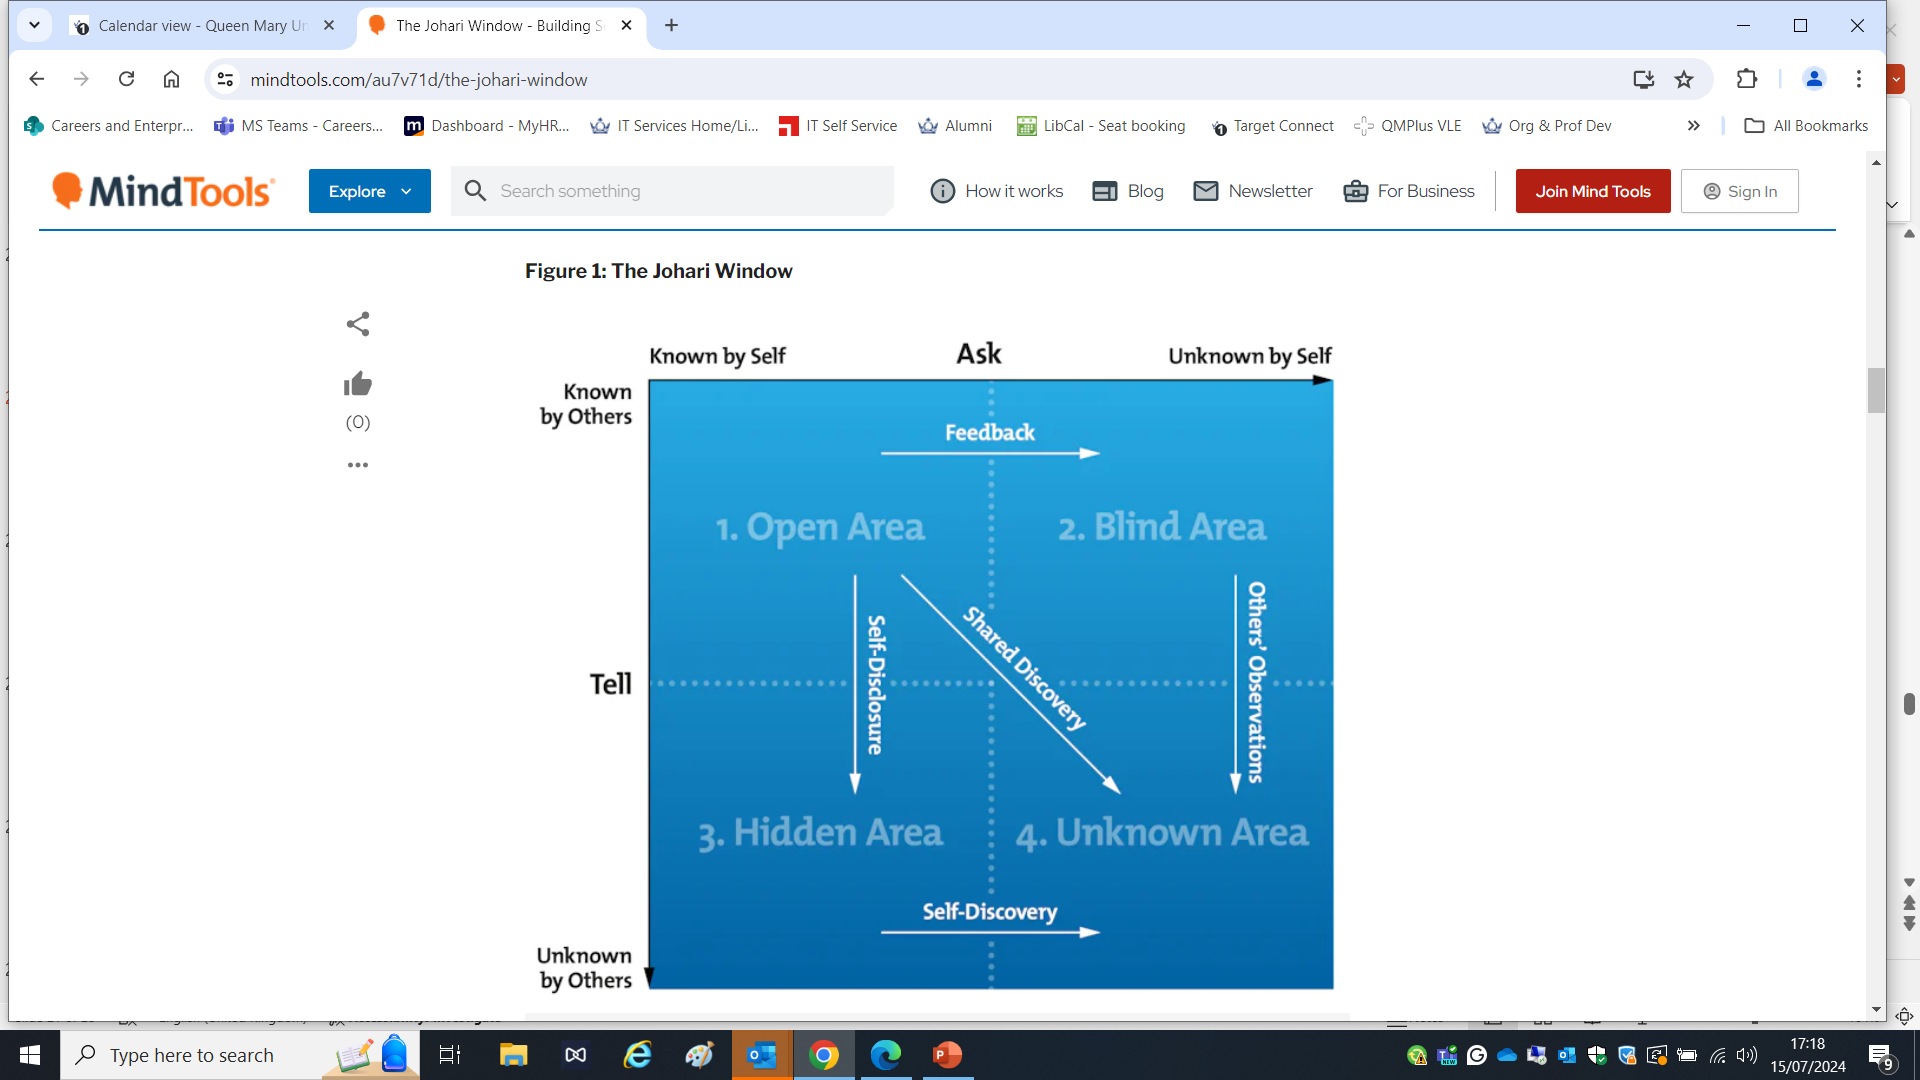 Calendar view - Queen Mary Un
The Johari Window - Building S
mindtools.com/au7v71d/the-johari-window
Careers and Enterpr...
MS Teams - Careers...
Dashboard - MyHR...
IT Services Home/Li...
IT Self Service
Alumni
LibCal - Seat booking
Target Connect
QMPlus VLE
Org & Prof Dev
All Bookmarks
MindTools
Explore
Search something
How it works
Blog
Newsletter
For Business
Join Mind Tools
Sign In
Figure 1: The Johari Window
(0)
Known by Self
Ask
Unknown by Self
Known
by Others
Feedback
1. Open Area
2. Blind Area
Self-Disclosure
Shared Discovery
Others' Observations
Tell
3. Hidden Area
4. Unknown Area
Self-Discovery
Unknown
by Others
Type here to search
17:18
15/07/2024
9